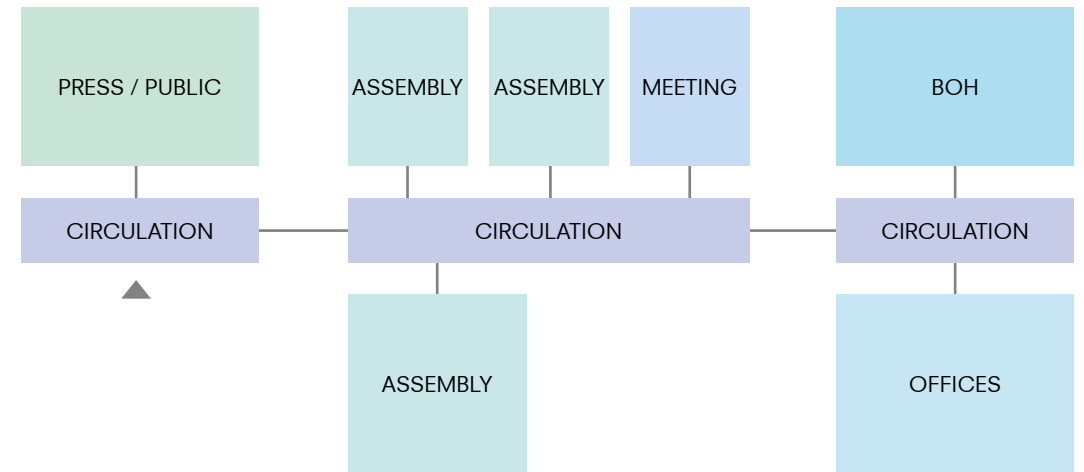 PRESS / PUBLIC
ASSEMBLY
ASSEMBLY
MEETING
BOH
CIRCULATION
CIRCULATION
CIRCULATION
ASSEMBLY
OFFICES